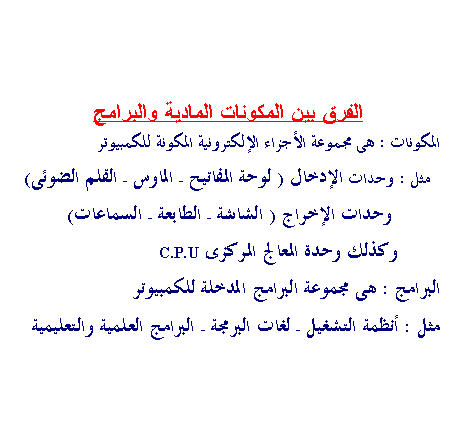 الفرق بين المكونات المادية والبرامج
المكونات : هى مجموعة الأجزاء الإلكترونية المكونة للكمبيوتر
مثل : وحدات الإدخال ( لوحة المفاتيح - الماوس - القلم الضوئى)
وحدات الإخراج ( الشاشة - الطابعة - السماعات)
وكذلك وحدة المعالج المركزى C.P.U
البرامج : هى مجموعة البرامج المدخلة للكمبيوتر
مثل : أنظمة التشغيل - لغات البرمجة - البرامج العلمية والتعليمية